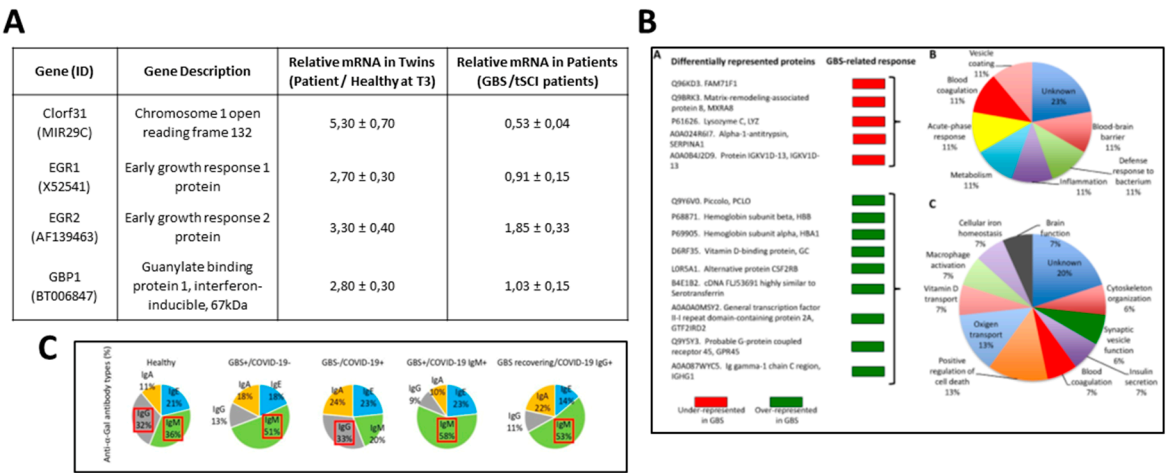 A
Gene (ID)
Gene Description
Relative mRNA in Twins
(Patient / Healthy at T3)
Relative mRNA in Patients
(GBS/tSCI patients)
Clorf31
(MIR29C)
Chromosome 1 open
reading frame 132
5,30 ± 0,70
0,53 ± 0,04
EGR1
(X52541)
Early growth response 1
protein
2,70 ± 0,30
0,91 ± 0,15
EGR2
(AF139463)
Early growth response 2
protein
3,30 ± 0,40
1,85 ± 0,33
GBP1
(BT006847)
Guanylate binding
protein 1, interferon-
inducible, 67kDa
2,80 ± 0,30
1,03 ± 0,15
B
A
Differentially represented proteins
GBS-related response
Q96KD3. FAM71F1
Q9BRK3. Matrix-remodeling-associated
protein 8, MXRA8
P61626. Lysozyme C, LYZ
A0A024R6I7. Alpha-1-antitrypsin,
SERPINA1
A0A0B4J2D9. Protein IGKV1D-13, IGKV1D-
13
Q9Y6V0. Piccolo, PCLO
P68871. Hemoglobin subunit beta, HBB
P69905. Hemoglobin subunit alpha, HBA1
D6RF35. Vitamin D-binding protein, GC
L0R5A1. Alternative protein CSF2RB
B4E1B2. cDNA FLJ53691 highly similar to
Serotransferrin
A0A0A0MSY2. General transcription factor
II-I repeat domain-containing protein 2A,
GTF2IRD2
Q9Y5Y3. Probable G-protein coupled
receptor 45, GPR45
A0A087WYC5. Ig gamma-1 chain C region,
IGHG1
Under-represented
in GBS
Over-represented
in GBS
B
Vesicle
coating
11%
Unknown
23%
Blood
coagulation
11%
Blood-brain
barrier
11%
Acute-phase
response
11%
Defense
response to
bacterium
11%
Metabolism
11%
Inflammation
11%
C
Cellular iron
homeostasis
7%
Brain
function
7%
Macrophage
activation
7%
Unknown
20%
Vitamin D
transport
7%
Cytoskeleton
organization
6%
Oxigen
transport
13%
Synaptic
vesicle
function
6%
Positive
regulation of
cell death
13%
Blood
coagulation
7%
Insulin
secretion
7%
C
Anti-α-Gal antibody types (%)
Healthy
IgA
11%
IgE
21%
IgG
32%
IgM
36%
GBS+/COVID-19-
IgA
18%
IgE
18%
IgG
13%
IgM
51%
GBS-/COVID-19+
IgA
24%
IgE
23%
IgG
33%
IgM
20%
GBS+/COVID-19 IgM+
IgA
10%
IgE
23%
IgG
9%
IgM
58%
GBS recovering/COVID-19 IgG+
IgA
22%
IgE
14%
IgG
11%
IgM
53%